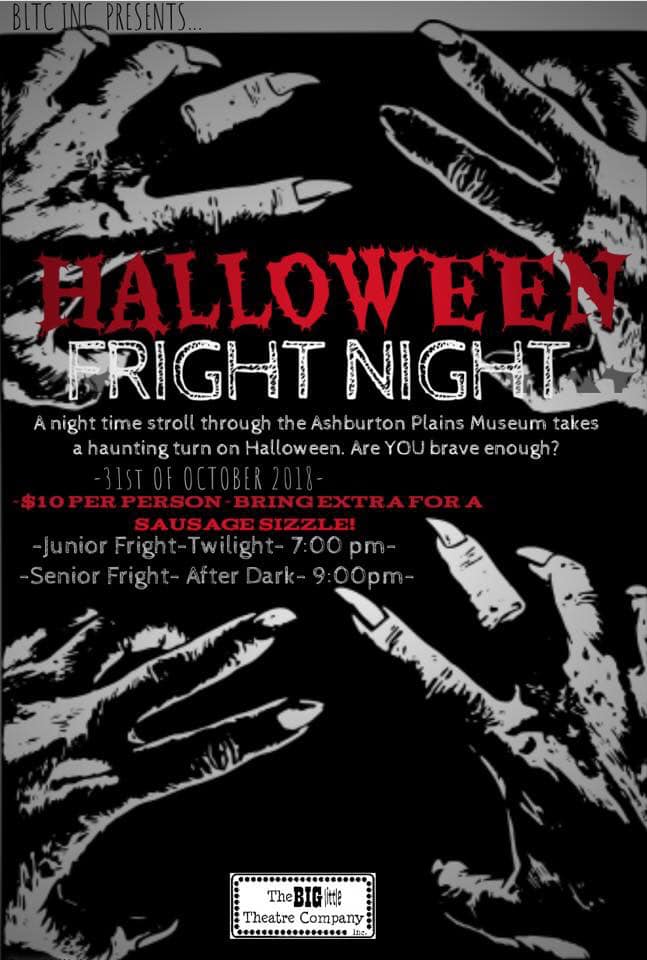 BLTC INC PRESENTS...
HALLOWEEN
FRIGHT NIGHT
A night time stroll through the Ashburton Plains Museum takes
a haunting turn on Halloween. Are YOU brave enough?
-31st OF OCTOBER 2018-
-$10 PER PERSON - BRING EXTRA FOR A
SAUSAGE SIZZLE!
-Junior Fright-Twilight- 7:00 pm-
-Senior Fright- After Dark- 9:00pm-
The BIG little
Theatre Company
Inc.